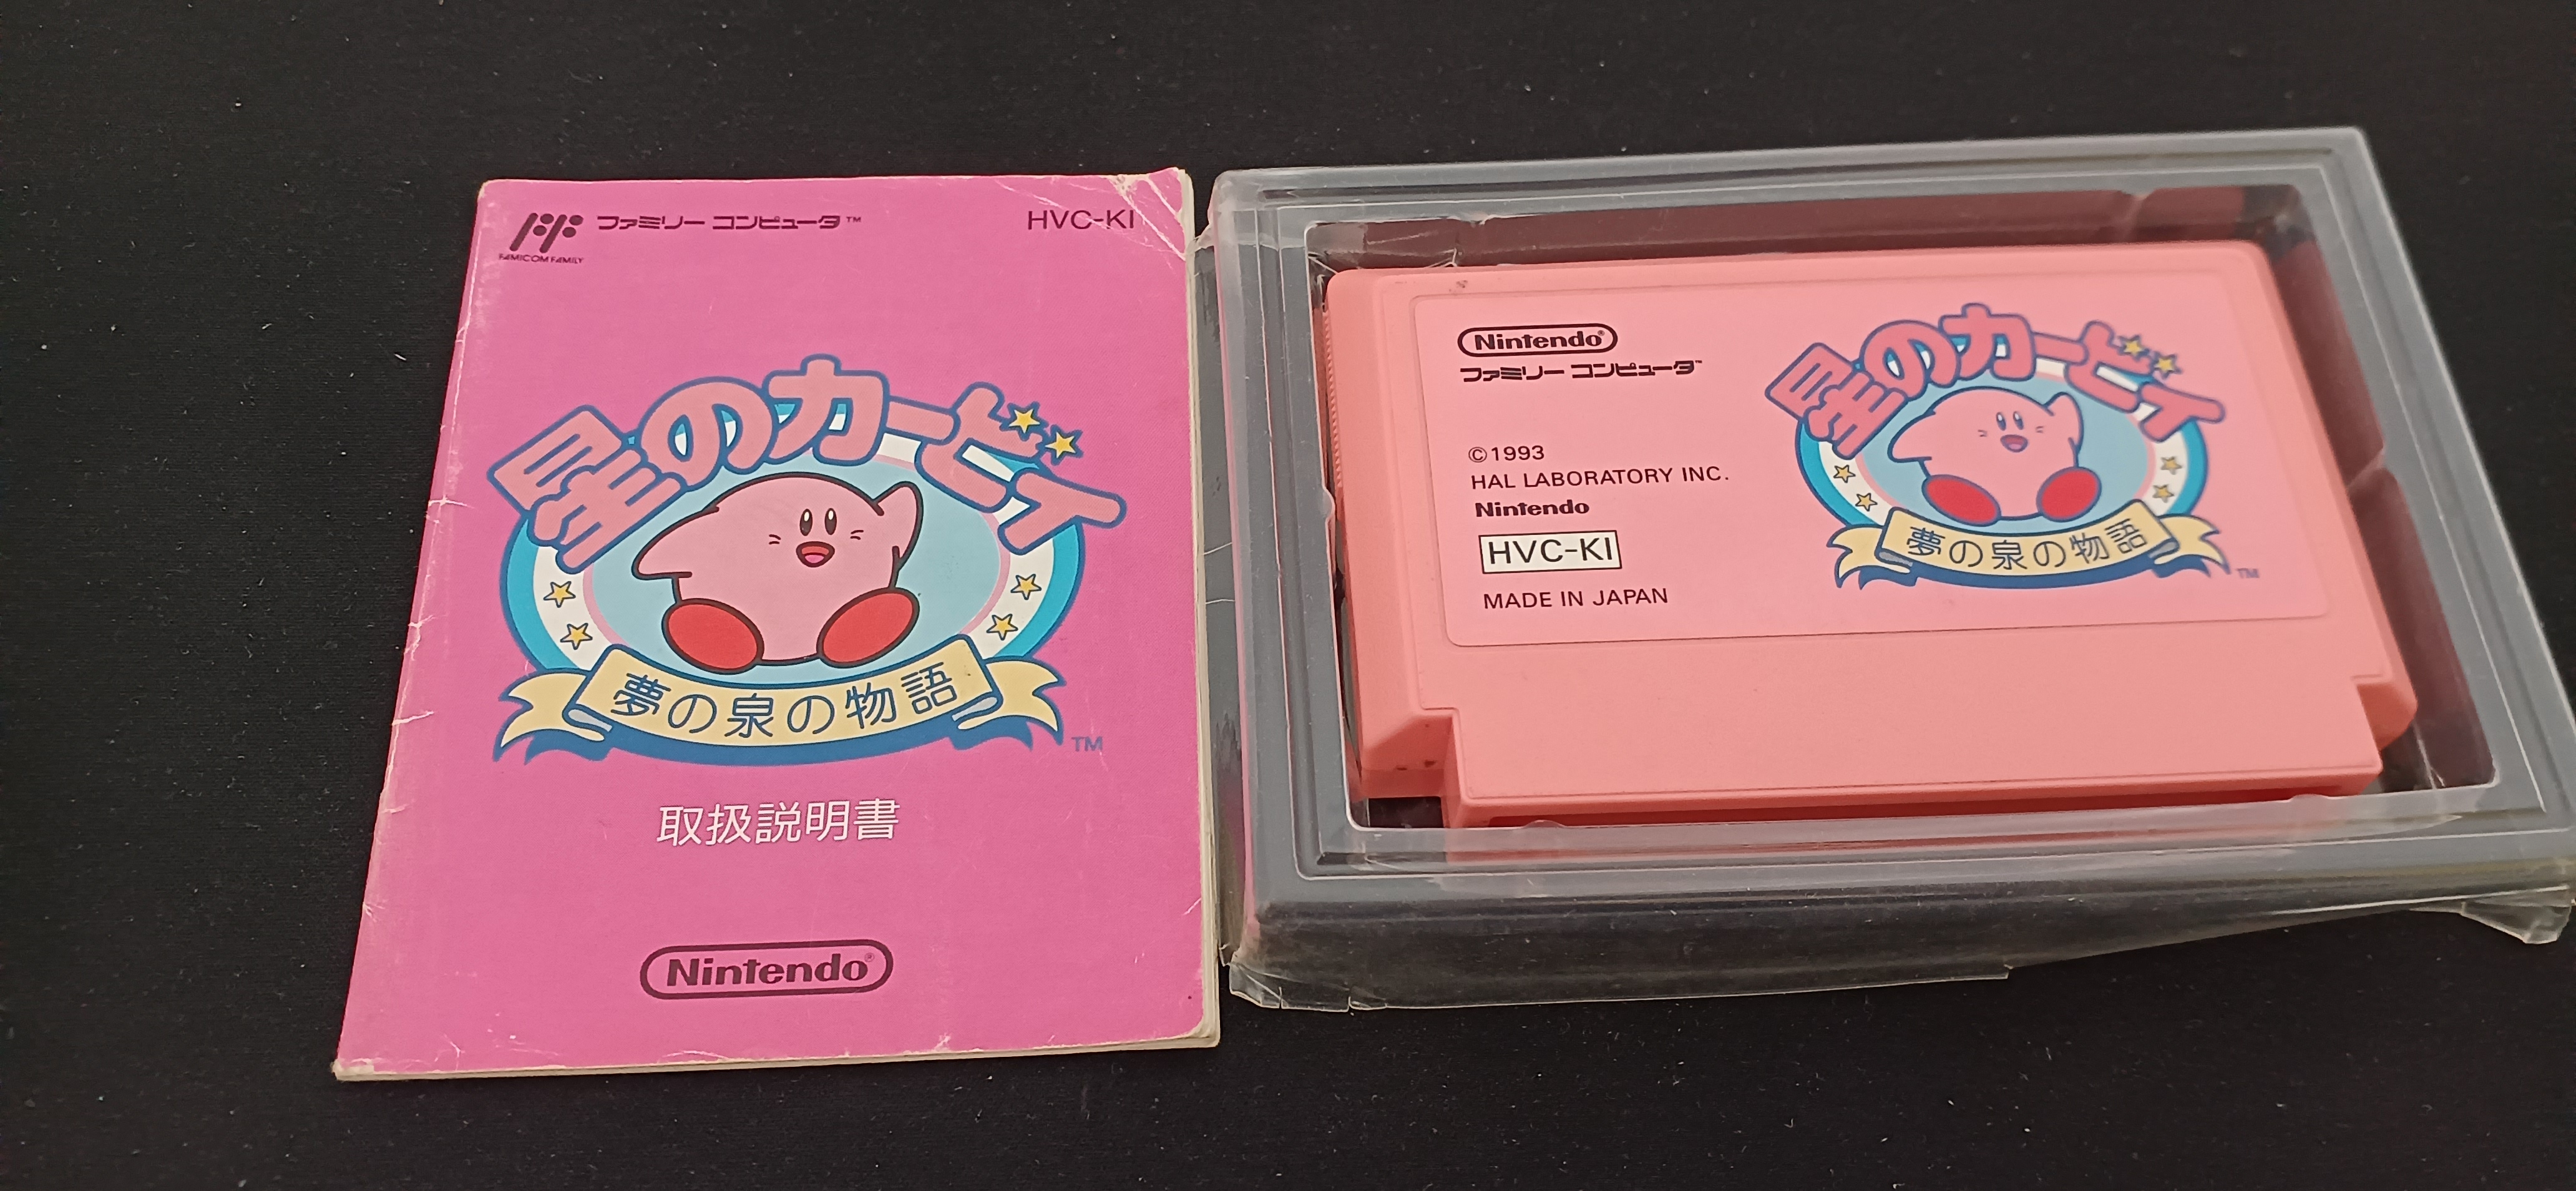 ファミリー コンピュータ™
HVC-KI
FAMICOM FAMILY
星のカービィ
夢の泉の物語
TM
取扱説明書
Nintendo®
Nintendo®
ファミリー コンピュータ™
©1993
HAL LABORATORY INC.
Nintendo
HVC-KI
MADE IN JAPAN
星のカービィ
夢の泉の物語
TM